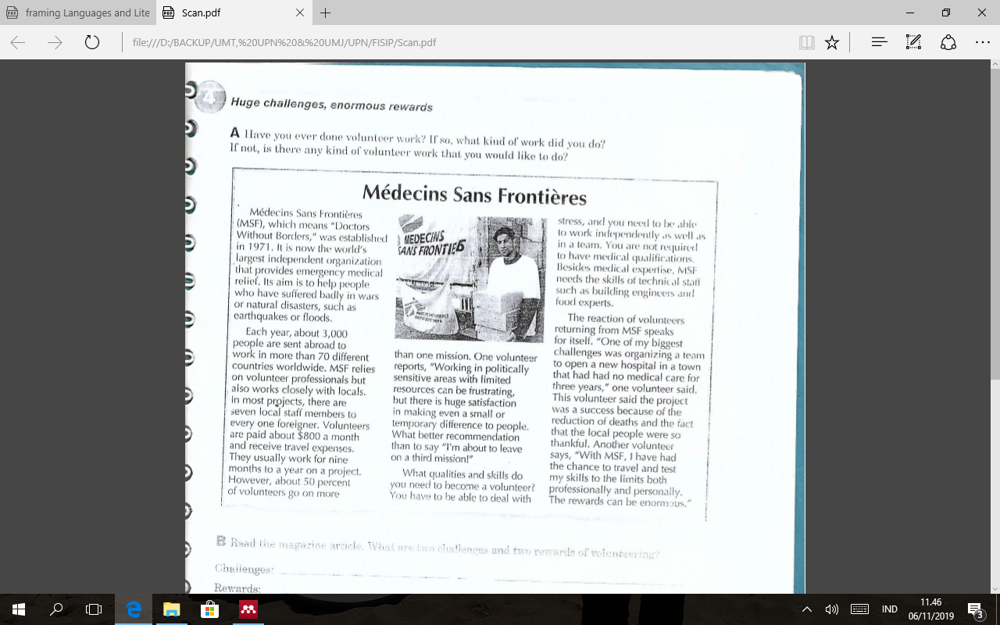 framing Languages and Lite
Scan.pdf
file:///D:/BACKUP/UMT,%20UPN%20&%20UMJ/UPN/FISIP/Scan.pdf
4
Huge challenges, enormous rewards
A Have you ever done volunteer work? If so, what kind of work did you do?
If not, is there any kind of volunteer work that you would like to do?
Médecins Sans Frontières
Médecins Sans Frontières
(MSF), which means "Doctors
Without Borders," was established
in 1971. It is now the world's
largest independent organization
that provides emergency medical
relief. Its aim is to help people
who have suffered badly in wars
or natural disasters, such as
earthquakes or floods.
Each year, about 3,000
people are sent abroad to
work in more than 70 different
countries worldwide. MSF relies
on volunteer professionals but
also works closely with locals.
In most projects, there are
seven local staff members to
every one foreigner. Volunteers
are paid about $800 a month
and receive travel expenses.
They usually work for nine
months to a year on a project.
However, about 50 percent
of volunteers go on more
MEDECINS
SANS FRONTIE
than one mission. One volunteer
reports, "Working in politically
sensitive areas with limited
resources can be frustrating,
but there is huge satisfaction
in making even a small or
temporary difference to people.
What better recommendation
than to say "I'm about to leave
on a third mission!"
What qualities and skills do
you need to become a volunteer?
You have to be able to deal with
stress, and you need to be able
to work independently as well as
in a team. You are not required
to have medical qualifications.
Besides medical expertise, MSF
needs the skills of technical staff
such as building engineers and
food experts.
The reaction of volunteers
returning from MSF speaks
for itself. "One of my biggest
challenges was organizing a team
to open a new hospital in a town
that had had no medical care for
three years," one volunteer said.
This volunteer said the project
was a success because of the
reduction of deaths and the fact
that the local people were so
thankful. Another volunteer
says, "With MSF, I have had
the chance to travel and test
my skills to the limits both
professionally and personally.
The rewards can be enormous."
B Read the magazine article. What are two challenges and two rewards of volunteering?
Challenges:
Rewards:
IND
11.46
06/11/2019
3